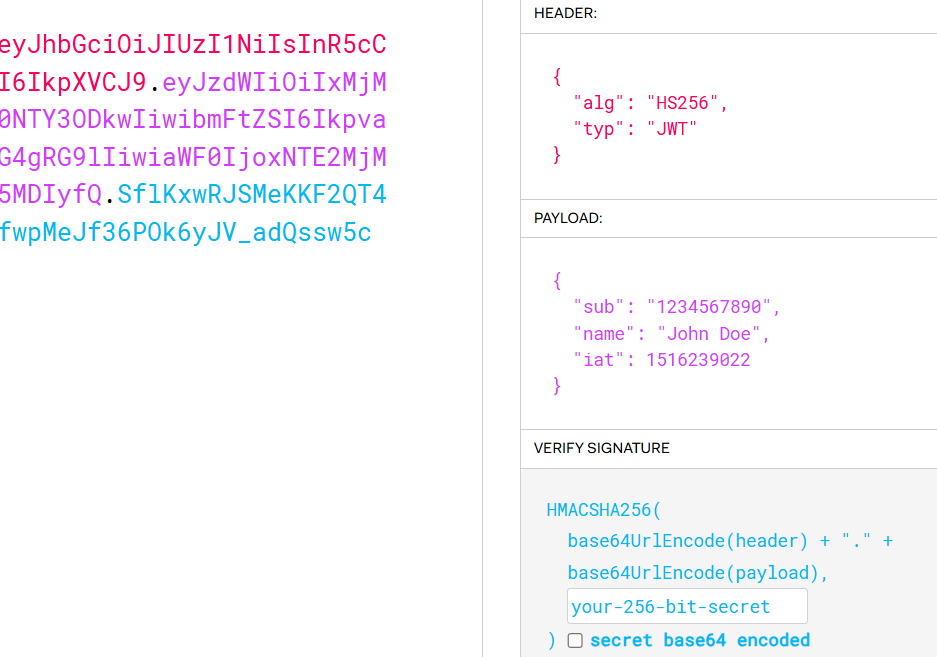 eyJhbGciOiJIUzI1NiIsInR5cC
I6IkpXVCJ9.eyJzdWIiOiIxMjM
0NTY3ODkwIiwibmFtZSI6Ikpva
G4gRG9lIiwiaWF0IjoxNTE2MjM
5MDIyfQ.SflKxwRJSMeKKF2QT4
fwpMeJf36POk6yJV_adQssw5c
HEADER:
{
"alg": "HS256",
"typ": "JWT"
}
PAYLOAD:
{
"sub": "1234567890",
"name": "John Doe",
"iat": 1516239022
}
VERIFY SIGNATURE
HMACSHA256(
base64UrlEncode(header) + "." +
base64UrlEncode(payload),
your-256-bit-secret
) secret base64 encoded